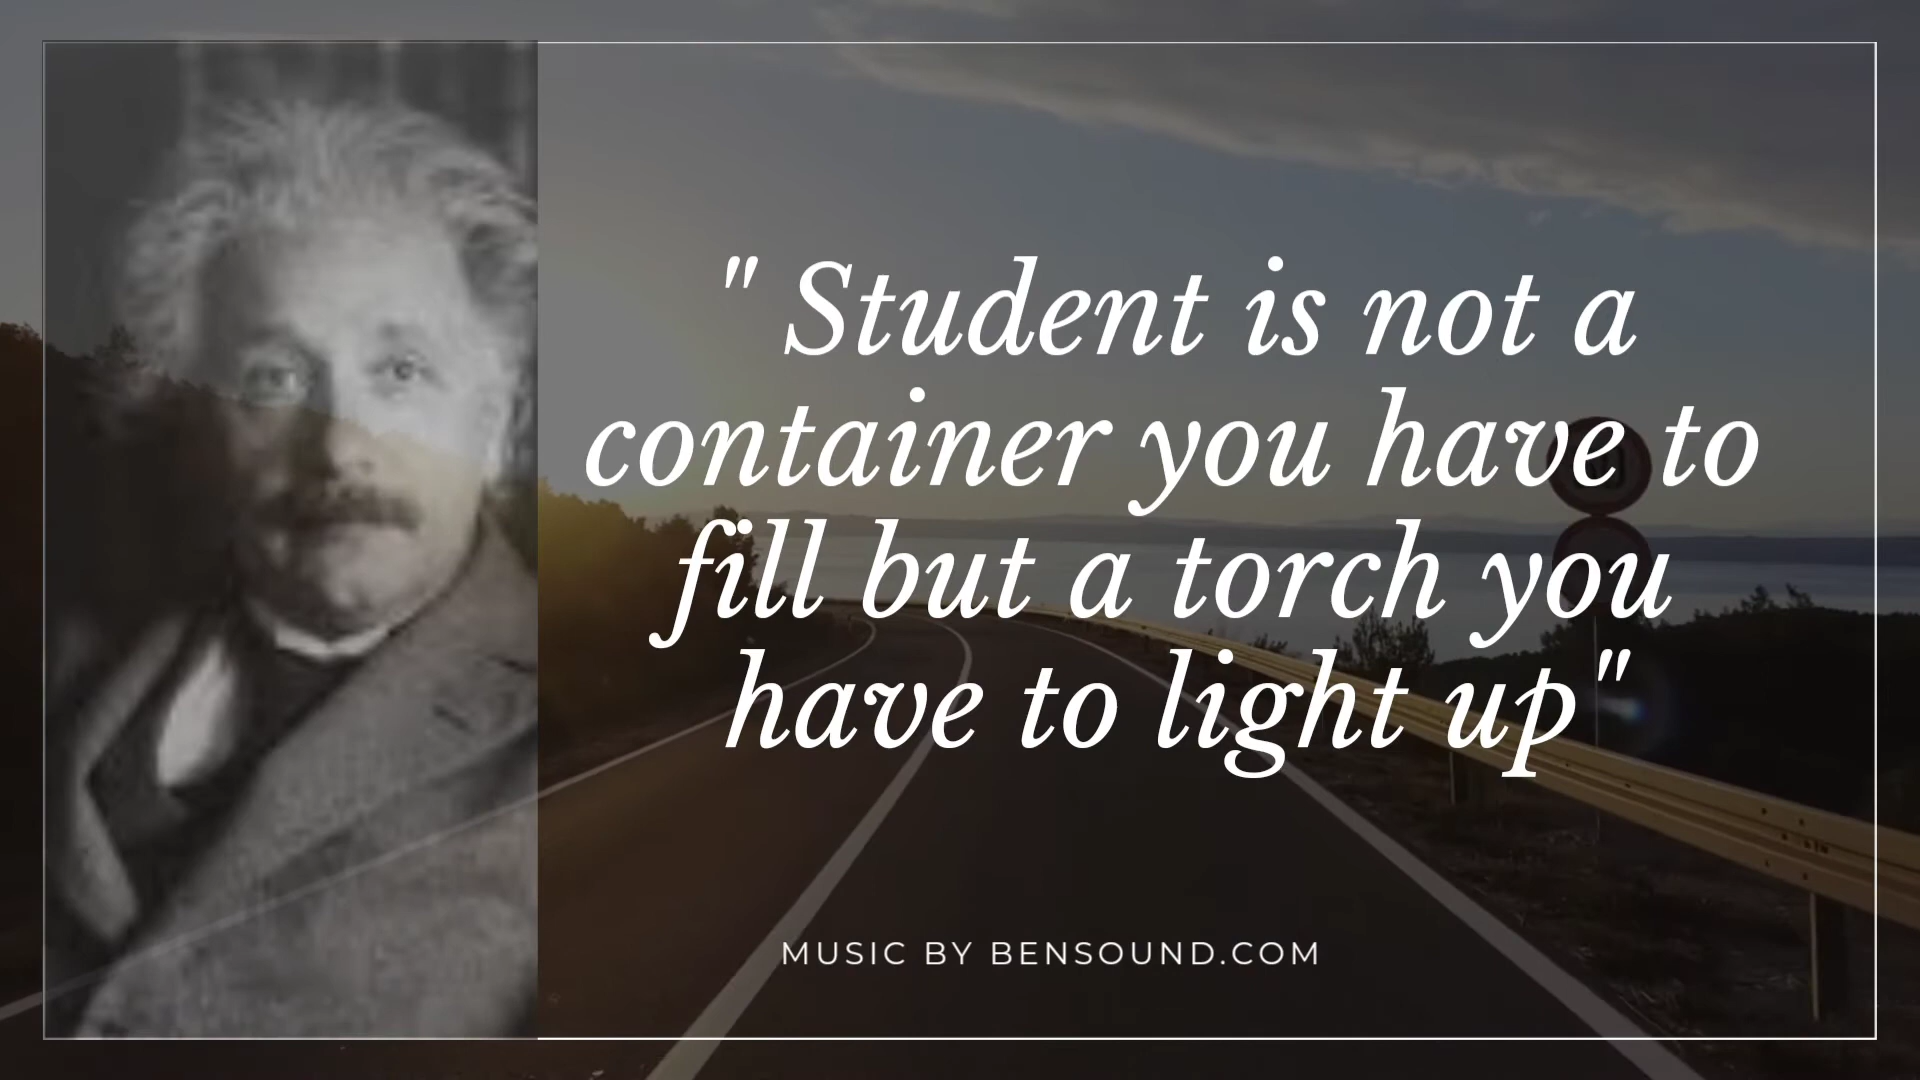 " Student is not a
container you have to
fill but a torch you
have to light up"
MUSIC BY BENSOUND.COM